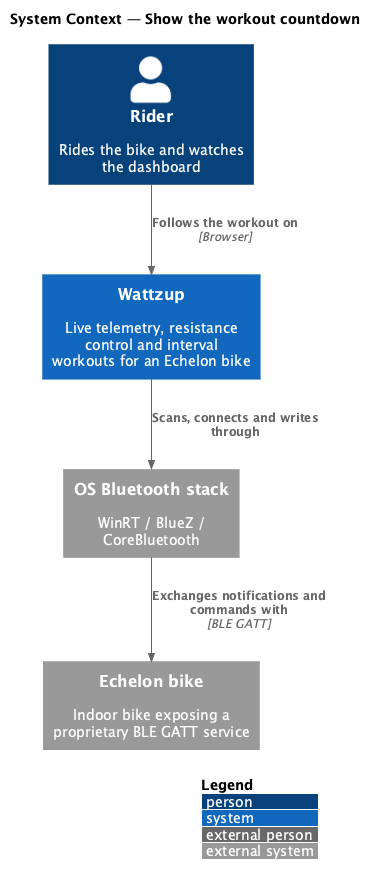 System Context — Show the workout countdown
Rider
Rides the bike and watches
the dashboard
Follows the workout on
[Browser]
Wattzup
Live telemetry, resistance
control and interval
workouts for an Echelon bike
Scans, connects and writes
through
OS Bluetooth stack
WinRT / BlueZ /
CoreBluetooth
Exchanges notifications and
commands with
[BLE GATT]
Echelon bike
Indoor bike exposing a
proprietary BLE GATT service
Legend
person
system
external person
external system